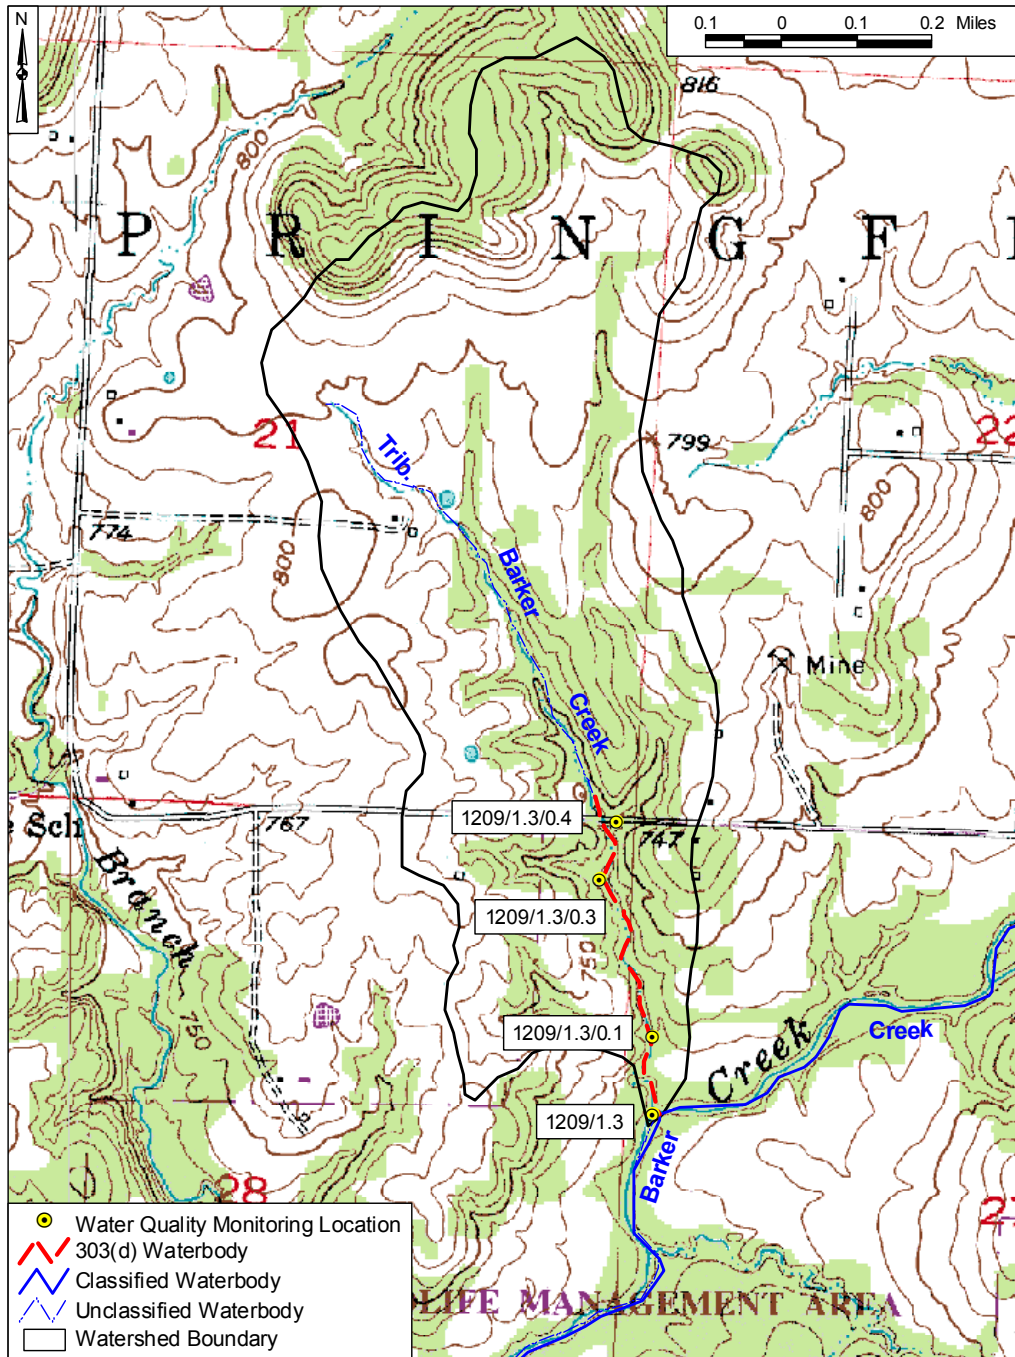 N
0.1 0 0.1 0.2 Miles
816
800
P R I N G F
21
22
799
Trib.
800
774
800
Barker
Mine
Creek
1209/1.3/0.4
747
767
e Sch
Branch
1209/1.3/0.3
750
750
1209/1.3/0.1
Creek
Creek
1209/1.3
Barker
28
27
Water Quality Monitoring Location
303(d) Waterbody
Classified Waterbody
Unclassified Waterbody
Watershed Boundary
DLIFE MANAGEMENT AREA